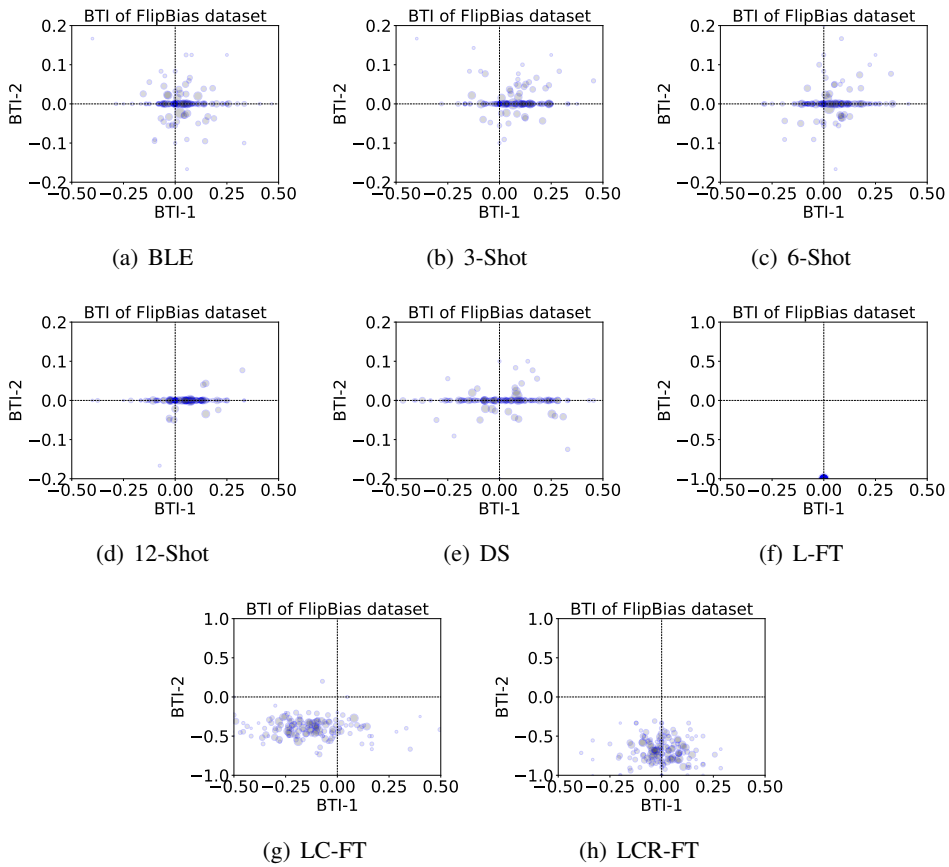 BTI of FlipBias dataset BTI of FlipBias dataset BTI of FlipBias dataset
0.2 0.2 0.2
0.1 0.1 0.1
BTI-2 0.0 BTI-2 0.0 BTI-2 0.0
−0.1 −0.1 −0.1
−0.2 −0.2 −0.2
−0.50 −0.25 0.00 0.25 0.50 −0.50 −0.25 0.00 0.25 0.50 −0.50 −0.25 0.00 0.25 0.50
BTI-1 BTI-1 BTI-1
(a) BLE (b) 3-Shot (c) 6-Shot
BTI of FlipBias dataset BTI of FlipBias dataset BTI of FlipBias dataset
0.2 0.2 1.0
0.1 0.1 0.5
BTI-2 0.0 BTI-2 0.0 BTI-2 0.0
−0.1 −0.1 −0.5
−0.2 −0.2 −1.0
−0.50 −0.25 0.00 0.25 0.50 −0.50 −0.25 0.00 0.25 0.50 −0.50 −0.25 0.00 0.25 0.50
BTI-1 BTI-1 BTI-1
(d) 12-Shot (e) DS (f) L-FT
BTI of FlipBias dataset BTI of FlipBias dataset
1.0 1.0
0.5 0.5
BTI-2 0.0 BTI-2 0.0
−0.5 −0.5
−1.0 −1.0
−0.50 −0.25 0.00 0.25 0.50 −0.50 −0.25 0.00 0.25 0.50
BTI-1 BTI-1
(g) LC-FT (h) LCR-FT